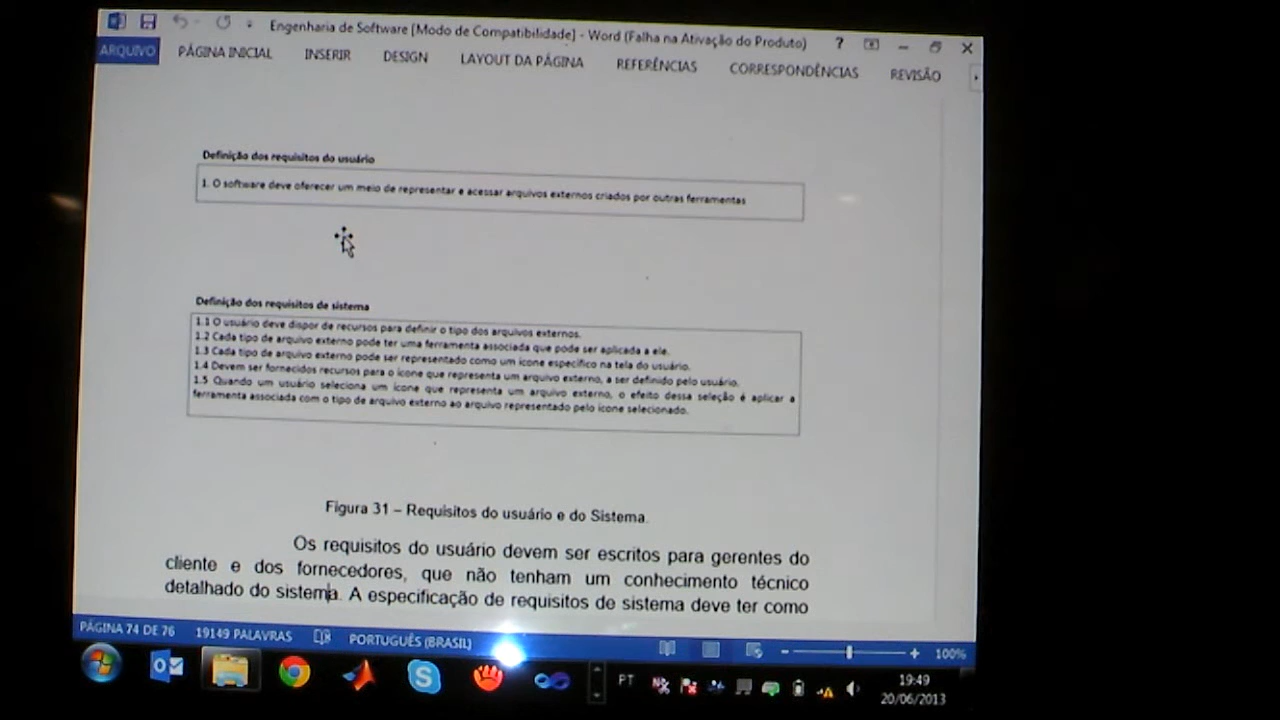 Engenharia de Software [Modo de Compatibilidade] - Word (Falha na Ativação do Produto)
ARQUIVO PÁGINA INICIAL INSERIR DESIGN LAYOUT DA PÁGINA REFERÊNCIAS CORRESPONDÊNCIAS REVISÃO
Definição dos requisitos do usuário
1. O software deve oferecer um meio de representar e acessar arquivos externos criados por outras ferramentas
Definição dos requisitos de sistema
1.1 O usuário deve dispor de recursos para definir o tipo dos arquivos externos.
1.2 Cada tipo de arquivo externo pode ter uma ferramenta associada que pode ser aplicada a ele.
1.3 Cada tipo de arquivo externo pode ser representado como um ícone específico na tela do usuário.
1.4 Devem ser fornecidos recursos para o ícone que representa um arquivo externo, a ser definido pelo usuário.
1.5 Quando um usuário seleciona um ícone que representa um arquivo externo, o efeito dessa seleção é aplicar a
ferramenta associada com o tipo de arquivo externo ao arquivo representado pelo ícone selecionado.
Figura 31 – Requisitos do usuário e do Sistema.
Os requisitos do usuário devem ser escritos para gerentes do
cliente e dos fornecedores, que não tenham um conhecimento técnico
detalhado do sistema. A especificação de requisitos de sistema deve ter como
PÁGINA 74 DE 76 19149 PALAVRAS PORTUGUÊS (BRASIL) 100%
PT 19:49
20/06/2013